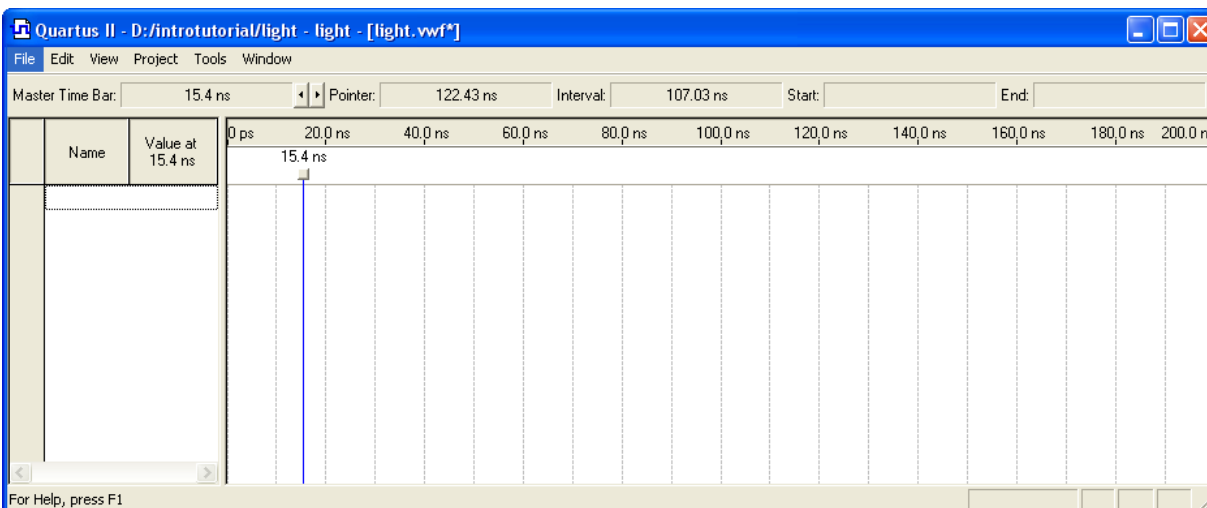 Quartus II - D:/introtutorial/light - light - [light.vwf*]
File Edit View Project Tools Window
Master Time Bar: 15.4 ns Pointer: 122.43 ns Interval: 107.03 ns Start: End:
Name Value at 15.4 ns
0 ps 20.0 ns 40.0 ns 60.0 ns 80.0 ns 100.0 ns 120.0 ns 140.0 ns 160.0 ns 180.0 ns 200.0 n
15.4 ns
For Help, press F1